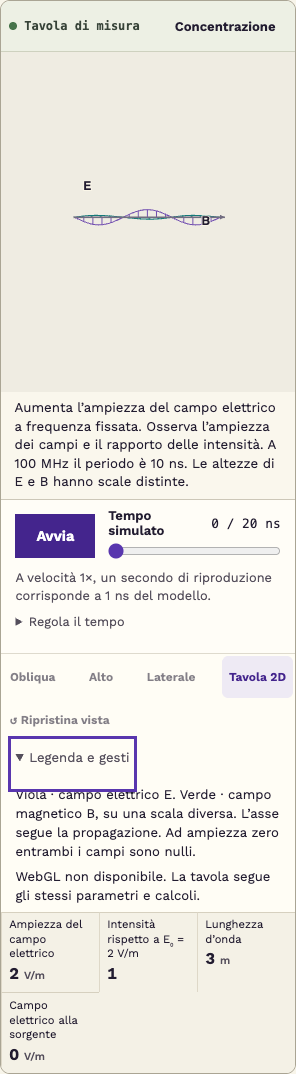 Tavola di misura
Concentrazione
E
B
Aumenta l’ampiezza del campo elettrico
a frequenza fissata. Osserva l’ampiezza
dei campi e il rapporto delle intensità. A
100 MHz il periodo è 10 ns. Le altezze di
E e B hanno scale distinte.
Avvia
Tempo
simulato
0 / 20 ns
A velocità 1×, un secondo di riproduzione
corrisponde a 1 ns del modello.
▶ Regola il tempo
Obliqua
Alto
Laterale
Tavola 2D
↺ Ripristina vista
▼ Legenda e gesti
Viola · campo elettrico E. Verde · campo
magnetico B, su una scala diversa. L’asse
segue la propagazione. Ad ampiezza zero
entrambi i campi sono nulli.
WebGL non disponibile. La tavola segue
gli stessi parametri e calcoli.
Ampiezza del
campo
elettrico
2 V/m
Intensità
rispetto a E₀ =
2 V/m
1
Lunghezza
d’onda
3 m
Campo
elettrico alla
sorgente
0 V/m